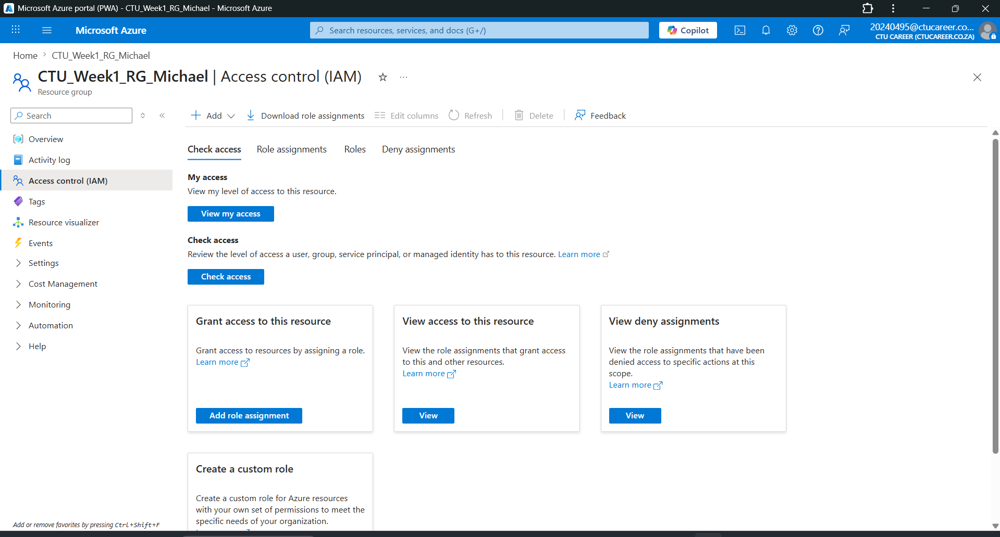 Microsoft Azure portal (PWA) - CTU_Week1_RG_Michael - Microsoft Azure
Microsoft Azure
Search resources, services, and docs (G+/)
Copilot
20240495@ctucareer.co...
CTU CAREER (CTUCAREER.CO.ZA)
Home > CTU_Week1_RG_Michael
CTU_Week1_RG_Michael | Access control (IAM)
Resource group
Search
Add
Download role assignments
Edit columns
Refresh
Delete
Feedback
Overview
Activity log
Access control (IAM)
Tags
Resource visualizer
Events
Settings
Cost Management
Monitoring
Automation
Help
Add or remove favorites by pressing Ctrl+Shift+F
Check access
Role assignments
Roles
Deny assignments
My access
View my level of access to this resource.
View my access
Check access
Review the level of access a user, group, service principal, or managed identity has to this resource. Learn more
Check access
Grant access to this resource
Grant access to resources by assigning a role.
Learn more
Add role assignment
View access to this resource
View the role assignments that grant access
to this and other resources.
Learn more
View
View deny assignments
View the role assignments that have been
denied access to specific actions at this
scope.
Learn more
View
Create a custom role
Create a custom role for Azure resources
with your own set of permissions to meet the
specific needs of your organization.